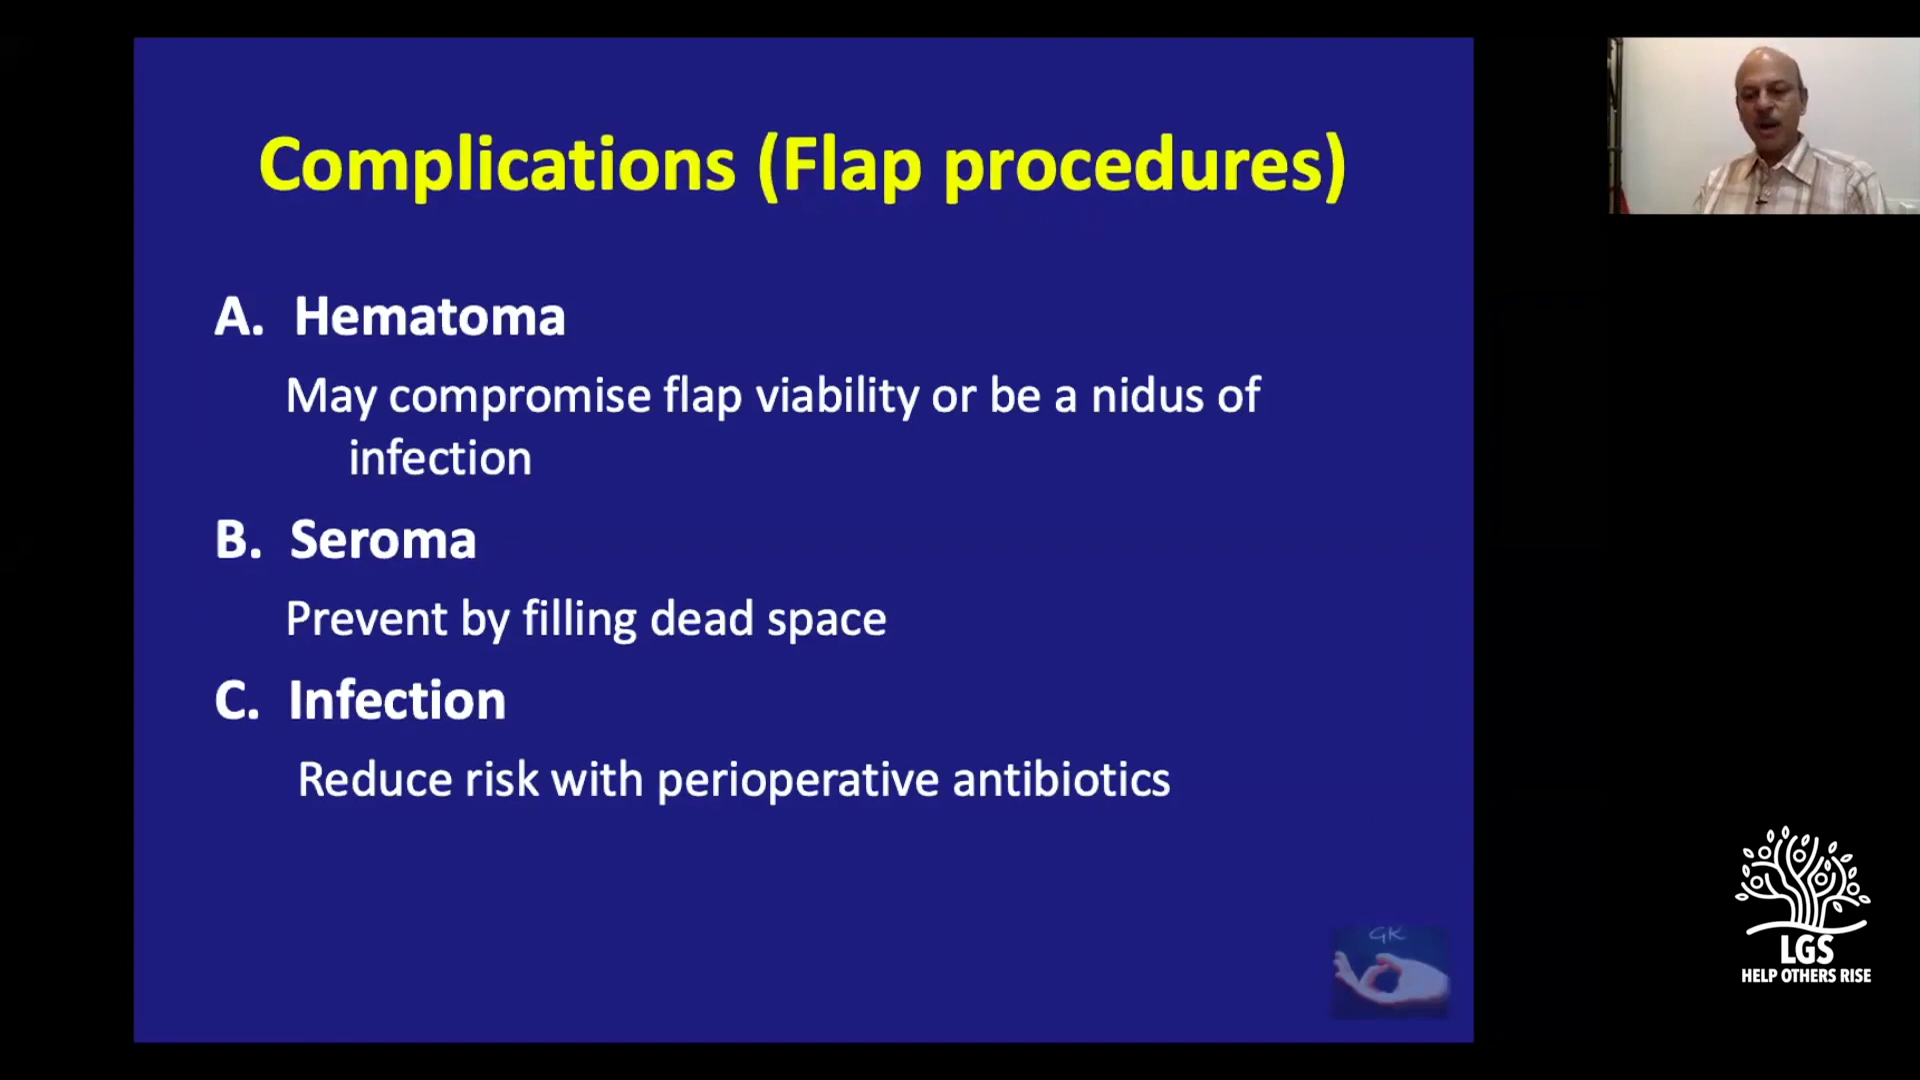 Complications (Flap procedures)
A. Hematoma
May compromise flap viability or be a nidus of
infection
B. Seroma
Prevent by filling dead space
C. Infection
Reduce risk with perioperative antibiotics
GK
LGS
HELP OTHERS RISE